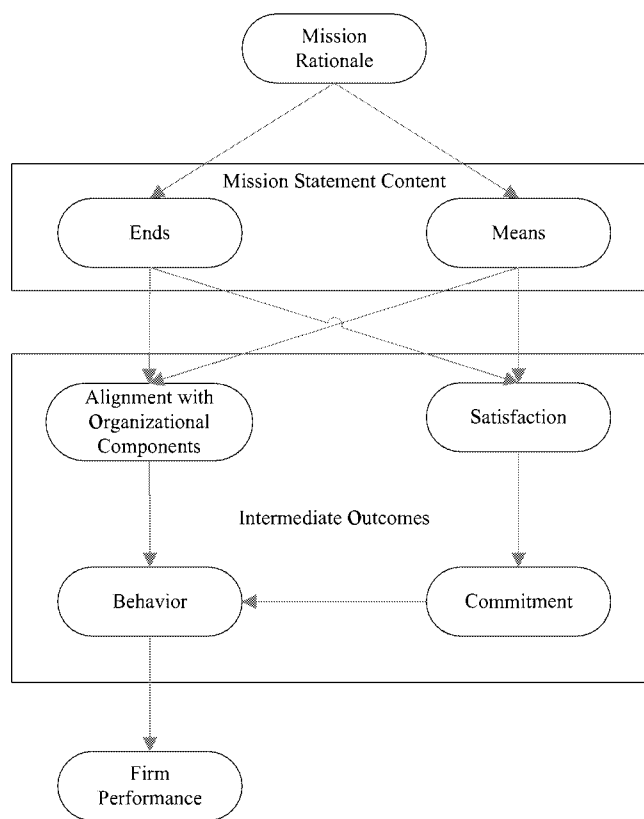 Mission
Rationale
Mission Statement Content
Ends
Means
Alignment with
Organizational
Components
Satisfaction
Intermediate Outcomes
Behavior
Commitment
Firm
Performance